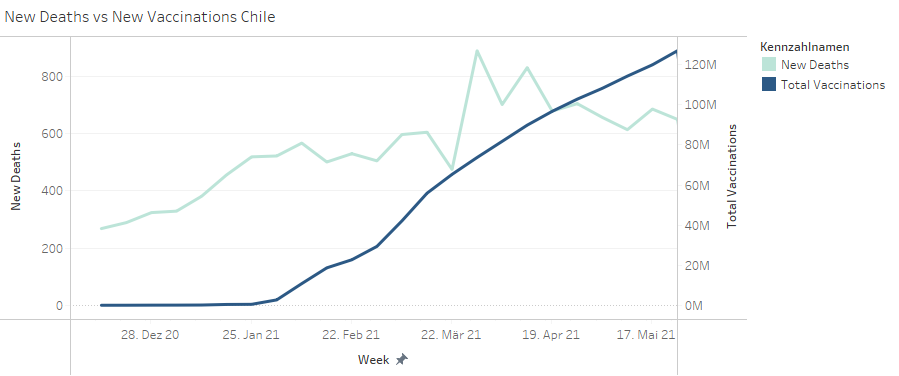 New Deaths vs New Vaccinations Chile
Kennzahlnamen
New Deaths
Total Vaccinations
New Deaths
800
600
400
200
0
120M
100M
80M
60M
40M
20M
0M
Total Vaccinations
28. Dez 20
25. Jan 21
22. Feb 21
22. Mär 21
19. Apr 21
17. Mai 21
Week